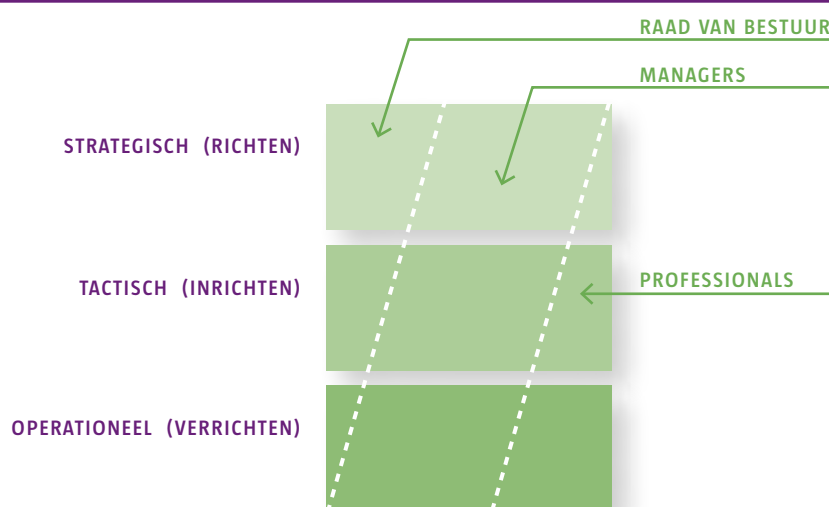 RAAD VAN BESTUUR
MANAGERS
STRATEGISCH (RICHTEN)
TACTISCH (INRICHTEN)
PROFESSIONALS
OPERATIONEEL (VERRICHTEN)